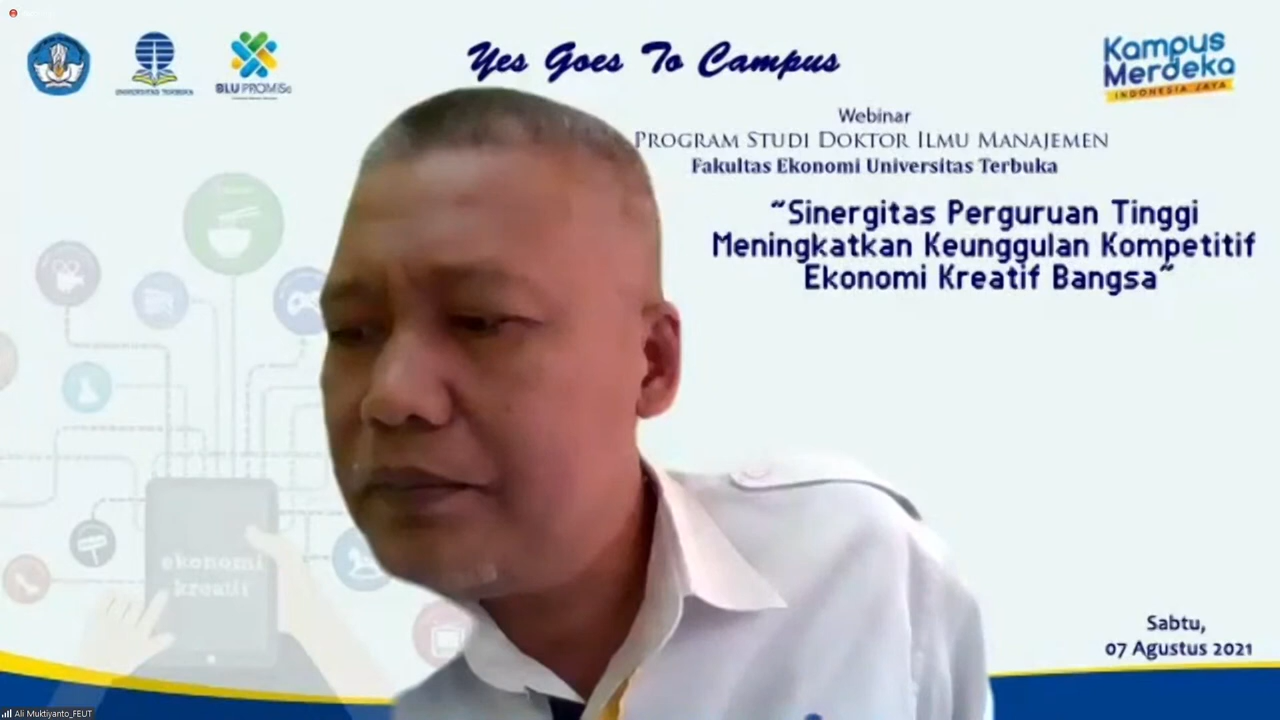 Yes Goes To Campus
UNIVERSITAS TERBUKA
BLU PROMISe
Kampus
Merdeka
INDONESIA JAYA
Webinar
PROGRAM STUDI DOKTOR ILMU MANAJEMEN
Fakultas Ekonomi Universitas Terbuka
“Sinergitas Perguruan Tinggi
Meningkatkan Keunggulan Kompetitif
Ekonomi Kreatif Bangsa”
ekonomi
kreatif
Sabtu,
07 Agustus 2021
Ali Muktiyanto_FEUT